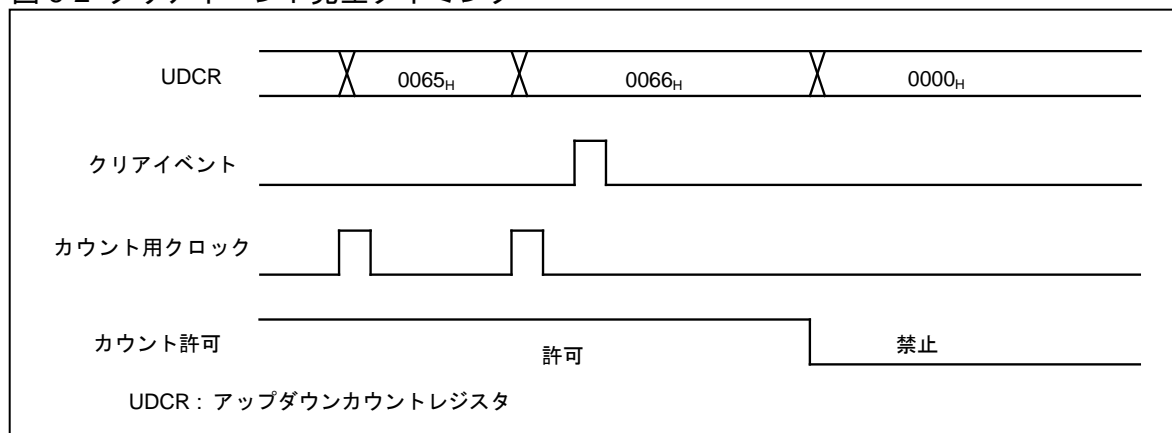 UDCR 0065H 0066H 0000H
クリアイベント
カウント用クロック
カウント許可 許可 禁止
UDCR : アップダウンカウントレジスタ